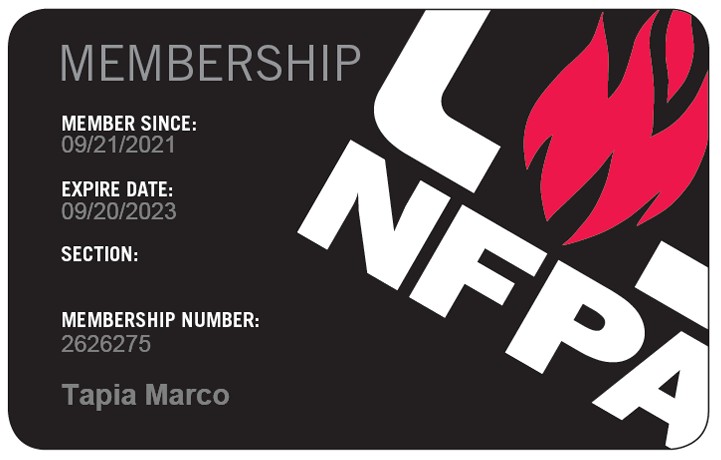 MEMBERSHIP
MEMBER SINCE:
09/21/2021
EXPIRE DATE:
09/20/2023
SECTION:
MEMBERSHIP NUMBER:
2626275
Tapia Marco
NFPA